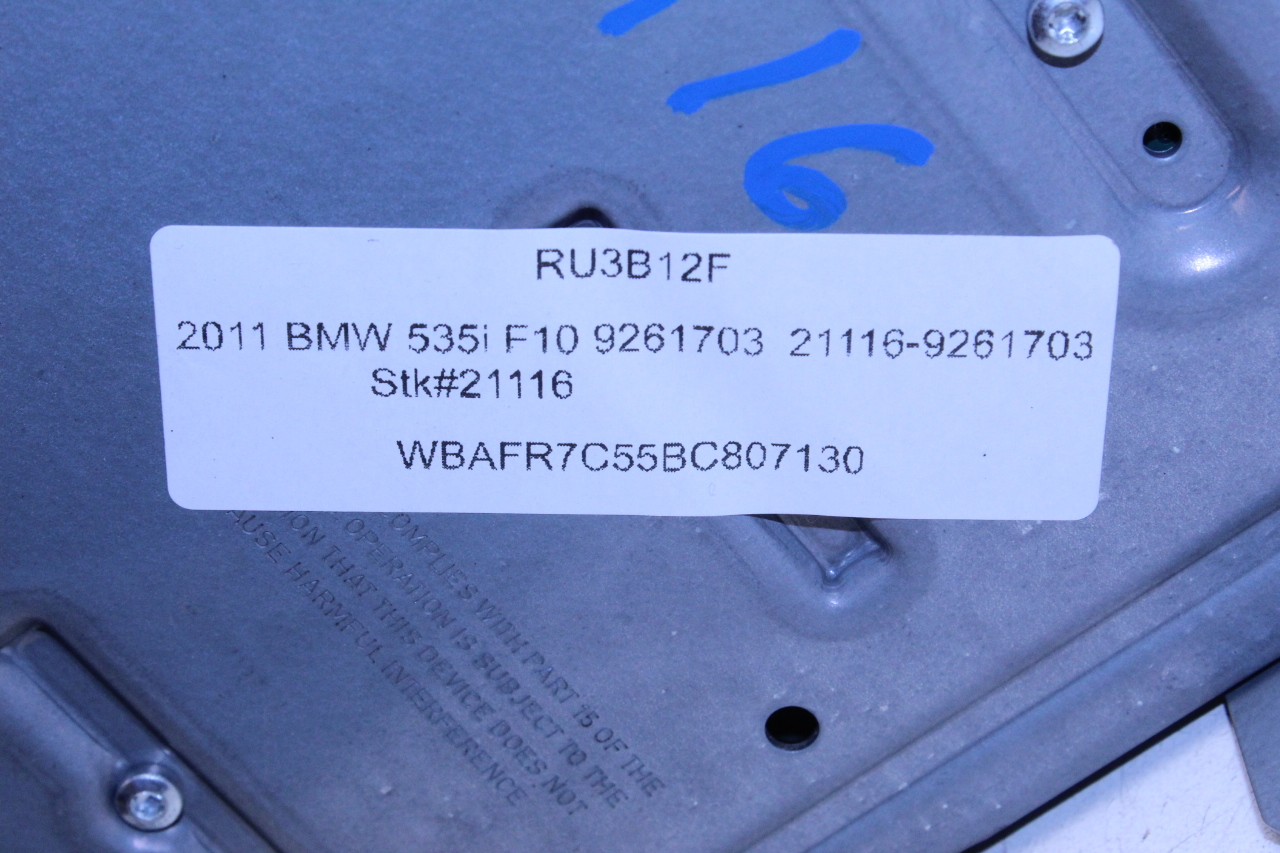 116
RU3B12F
2011 BMW 535i F10 9261703 21116-9261703
Stk#21116
WBAFR7C55BC807130
COMPLIES WITH PART 15 OF THE
OPERATION IS SUBJECT TO THE
THAT THIS DEVICE DOES NOT
HARMFUL INTERFERENCE